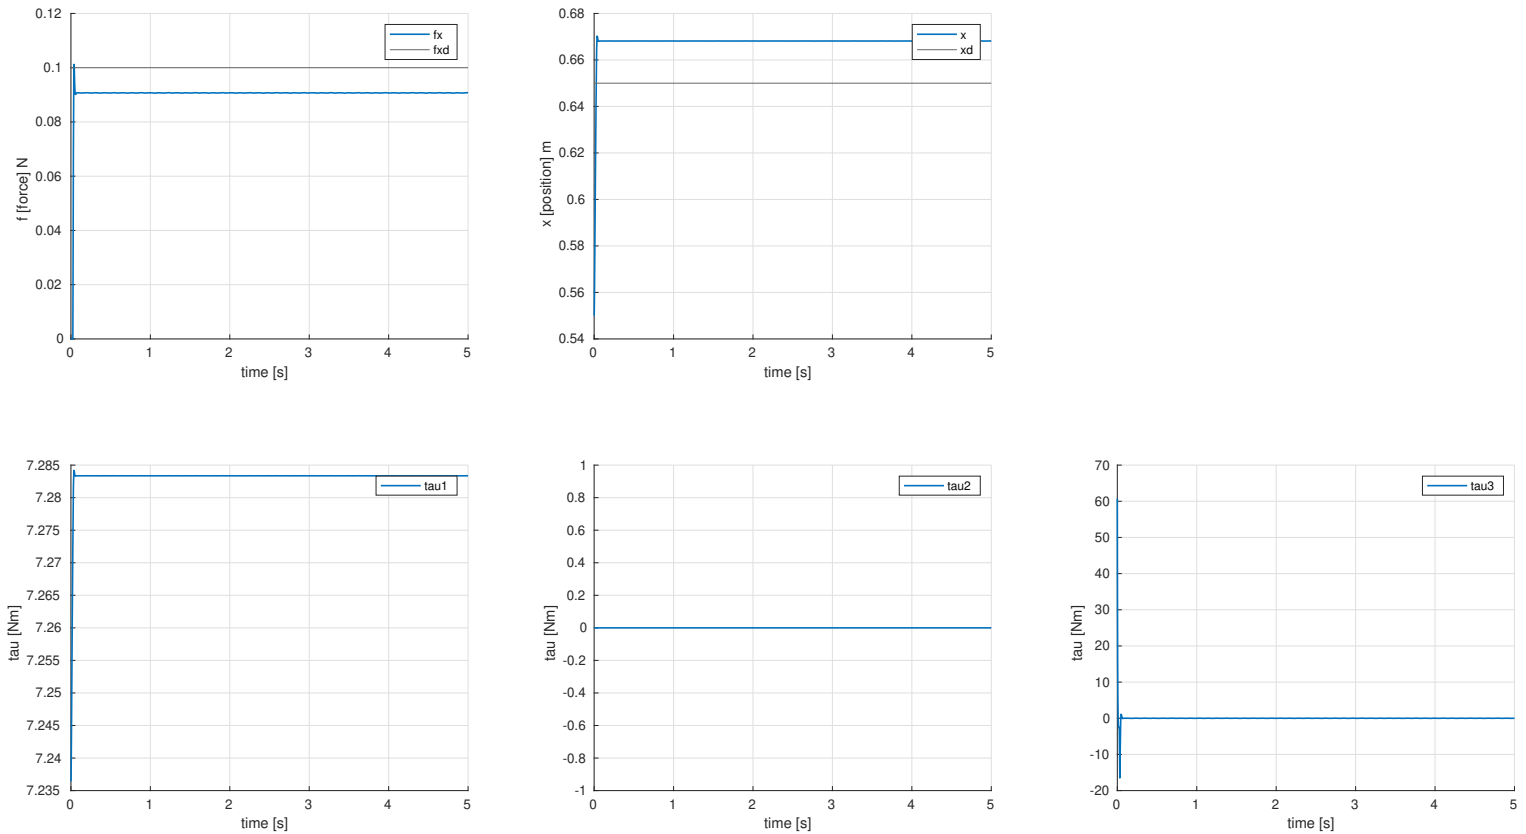 0.12
0.1
0.08
0.06
0.04
0.02
0
f [force] N
fx
fxd
0 1 2 3 4 5
time [s]
0.68
0.66
0.64
0.62
0.6
0.58
0.56
0.54
x [position] m
x
xd
0 1 2 3 4 5
time [s]
7.285
7.28
7.275
7.27
7.265
7.26
7.255
7.25
7.245
7.24
7.235
tau [Nm]
tau1
0 1 2 3 4 5
time [s]
1
0.8
0.6
0.4
0.2
0
-0.2
-0.4
-0.6
-0.8
-1
tau [Nm]
tau2
0 1 2 3 4 5
time [s]
70
60
50
40
30
20
10
0
-10
-20
tau [Nm]
tau3
0 1 2 3 4 5
time [s]